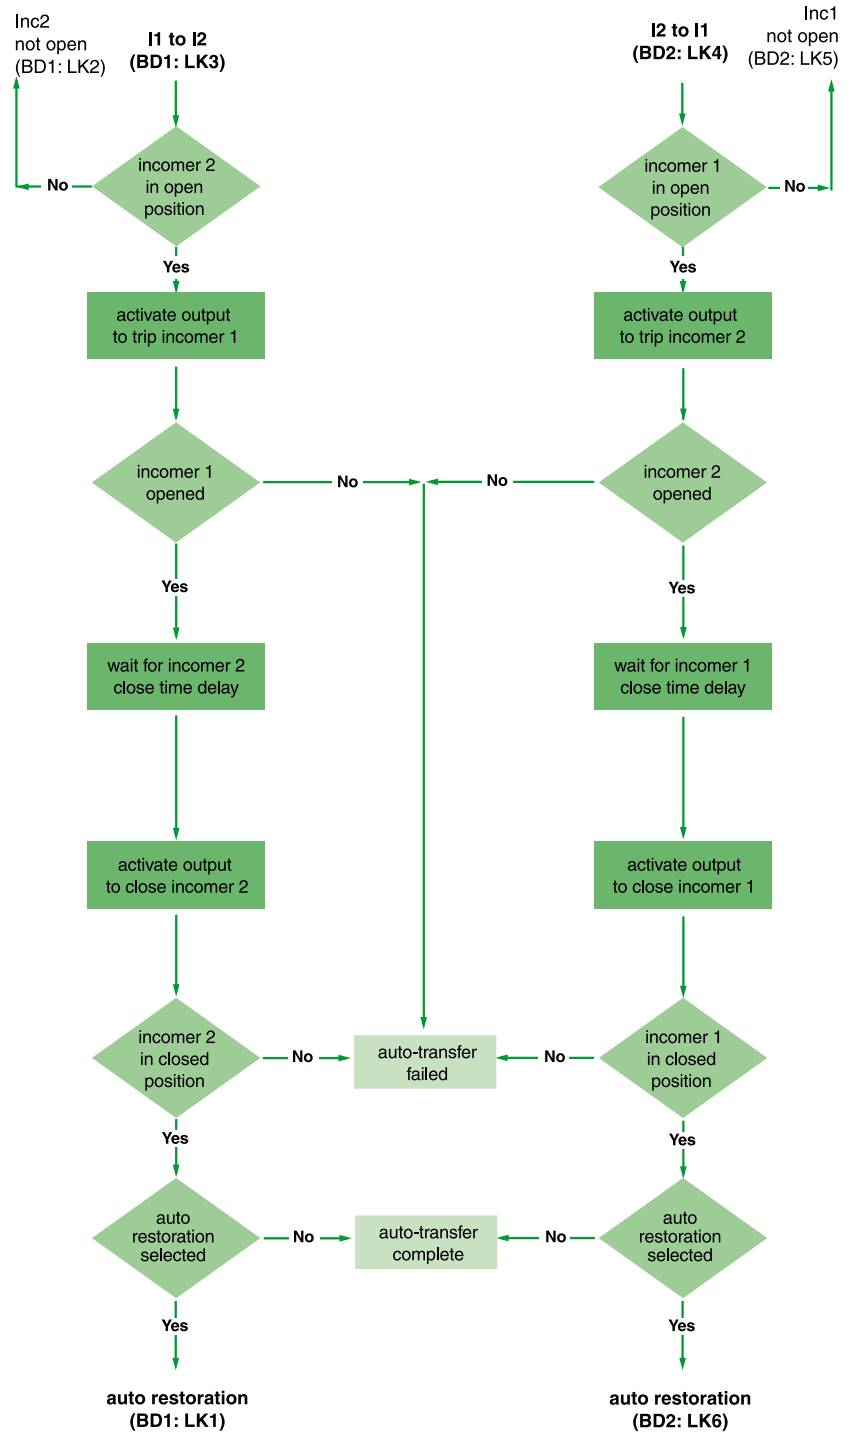 Inc2
not open
(BD1: LK2)
I1 to I2
(BD1: LK3)
I2 to I1
(BD2: LK4)
Inc1
not open
(BD2: LK5)
incomer 2
in open
position
No
incomer 1
in open
position
No
Yes
Yes
activate output
to trip incomer 1
activate output
to trip incomer 2
incomer 1
opened
No
No
incomer 2
opened
Yes
Yes
wait for incomer 2
close time delay
wait for incomer 1
close time delay
activate output
to close incomer 2
activate output
to close incomer 1
incomer 2
in closed
position
No
auto-transfer
failed
No
incomer 1
in closed
position
Yes
Yes
auto
restoration
selected
No
auto-transfer
complete
No
auto
restoration
selected
Yes
Yes
auto restoration
(BD1: LK1)
auto restoration
(BD2: LK6)